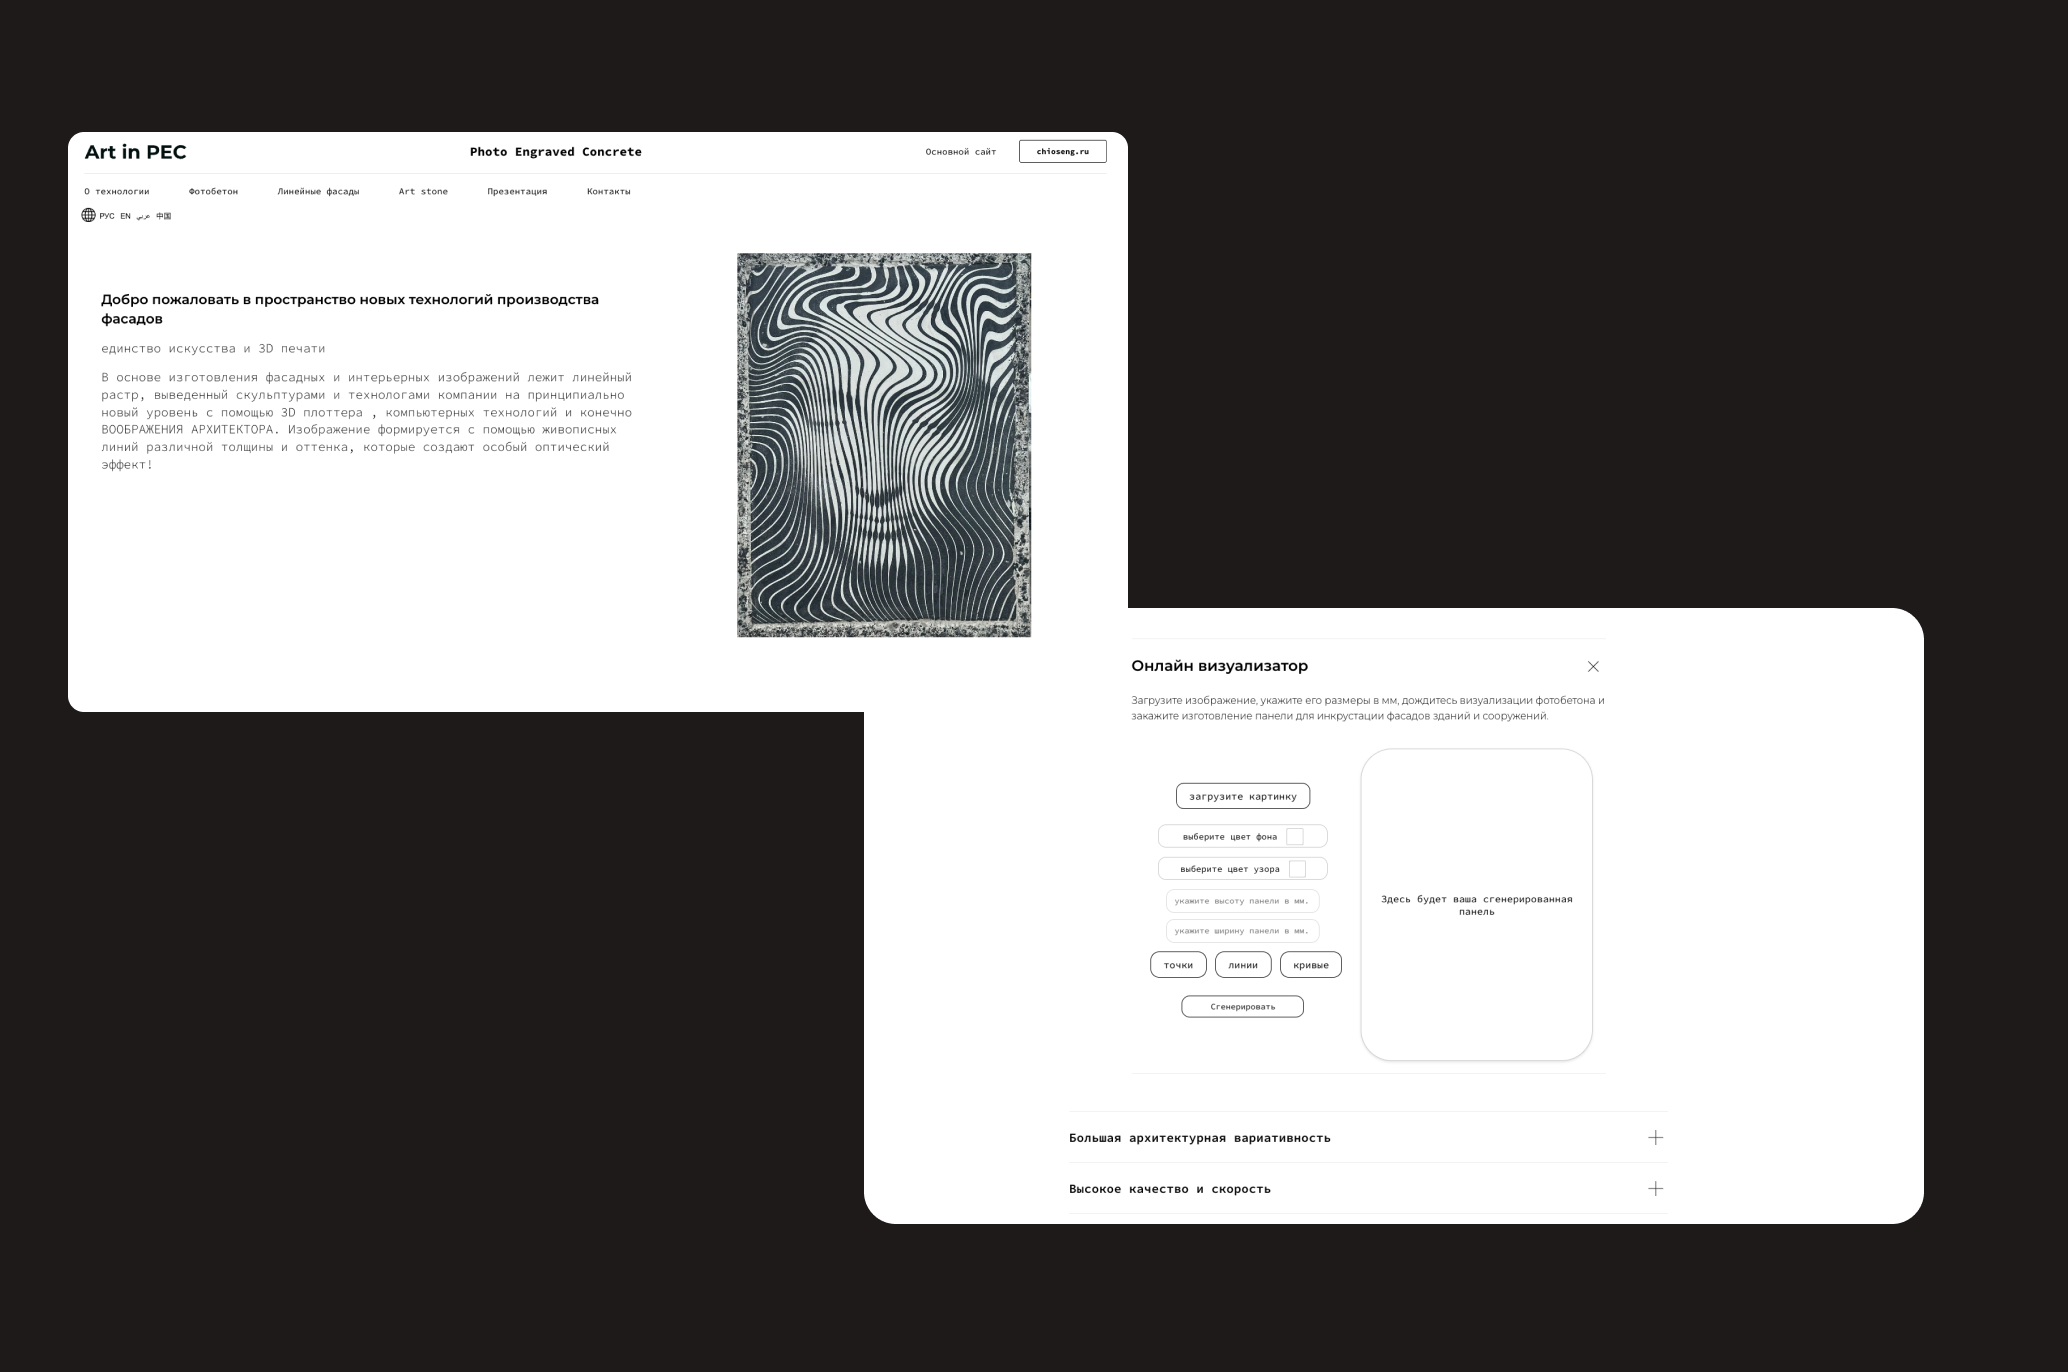 Art in PEC
Photo Engraved Concrete
Основной сайт
chioseng.ru
О технологии
Фотобетон
Линейные фасады
Art stone
Презентация
Контакты
РУС EN عربي 中国
Добро пожаловать в пространство новых технологий производства
фасадов
единство искусства и 3D печати
В основе изготовления фасадных и интерьерных изображений лежит линейный
растр, выведенный скульптурами и технологами компании на принципиально
новый уровень с помощью 3D плоттера , компьютерных технологий и конечно
ВООБРАЖЕНИЯ АРХИТЕКТОРА. Изображение формируется с помощью живописных
линий различной толщины и оттенка, которые создают особый оптический
эффект!
Онлайн визуализатор
Загрузите изображение, укажите его размеры в мм, дождитесь визуализации фотобетона и
закажите изготовление панели для инкрустации фасадов зданий и сооружений.
загрузите картинку
выберите цвет фона
выберите цвет узора
укажите высоту панели в мм.
укажите ширину панели в мм.
точки
линии
кривые
Сгенерировать
Здесь будет ваша сгенерированная
панель
Большая архитектурная вариативность
Высокое качество и скорость